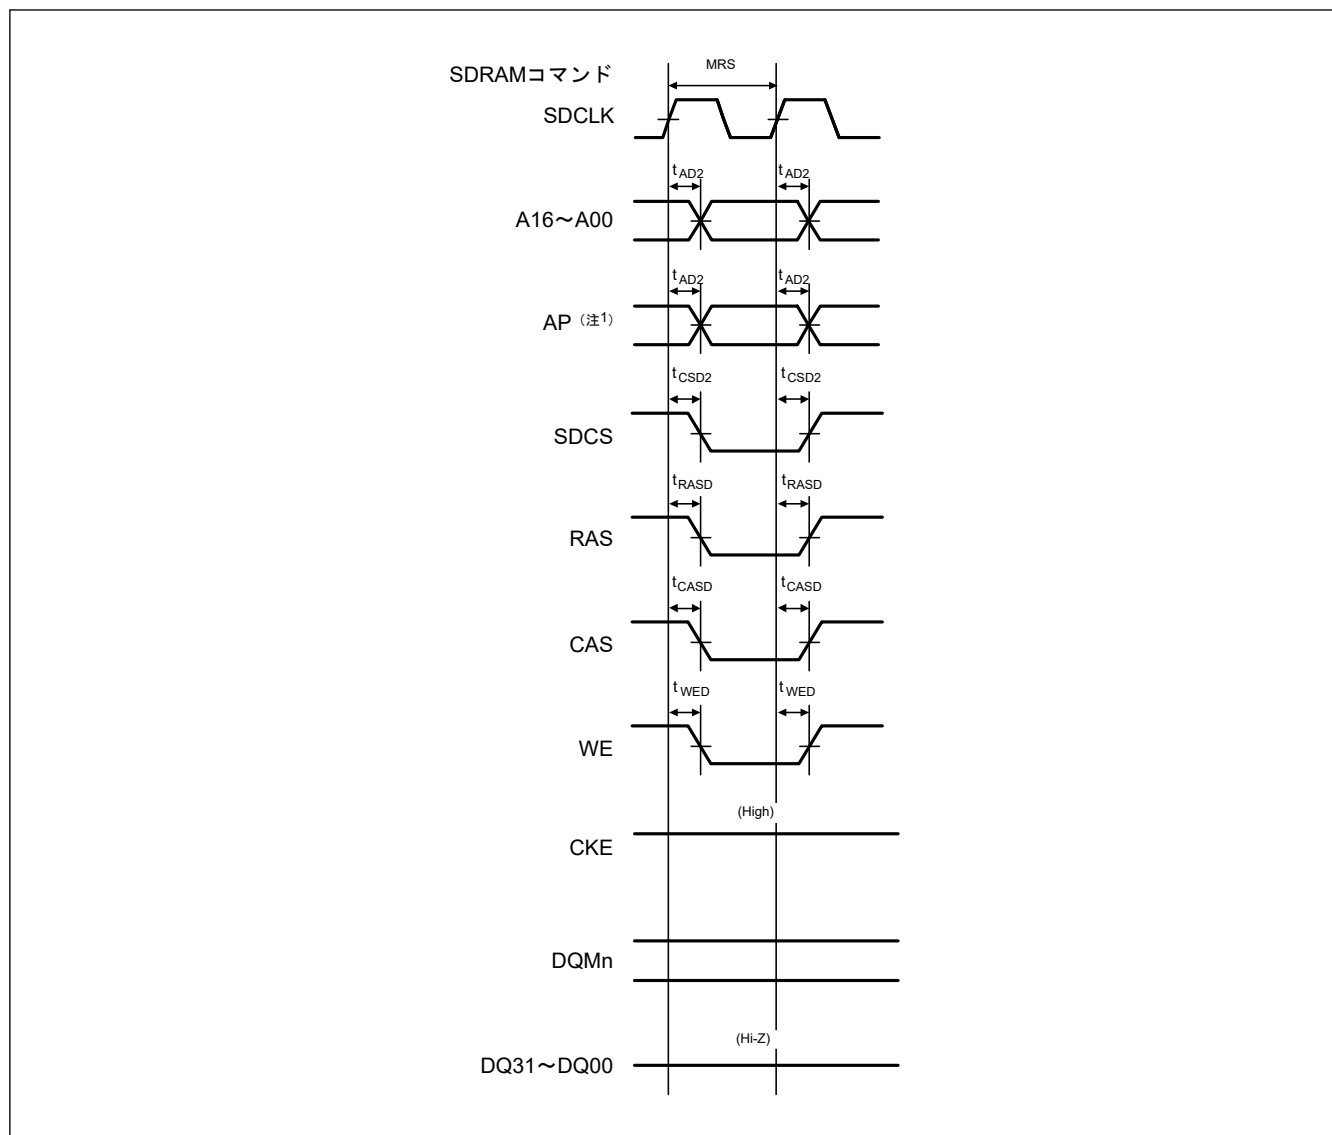 SDRAMコマンド
MRS
SDCLK
tAD2 tAD2
A16～A00
tAD2 tAD2
AP（注1）
tCSD2 tCSD2
SDCS
tRASD tRASD
RAS
tCASD tCASD
CAS
tWED tWED
WE
(High)
CKE
DQMn
(Hi-Z)
DQ31～DQ00